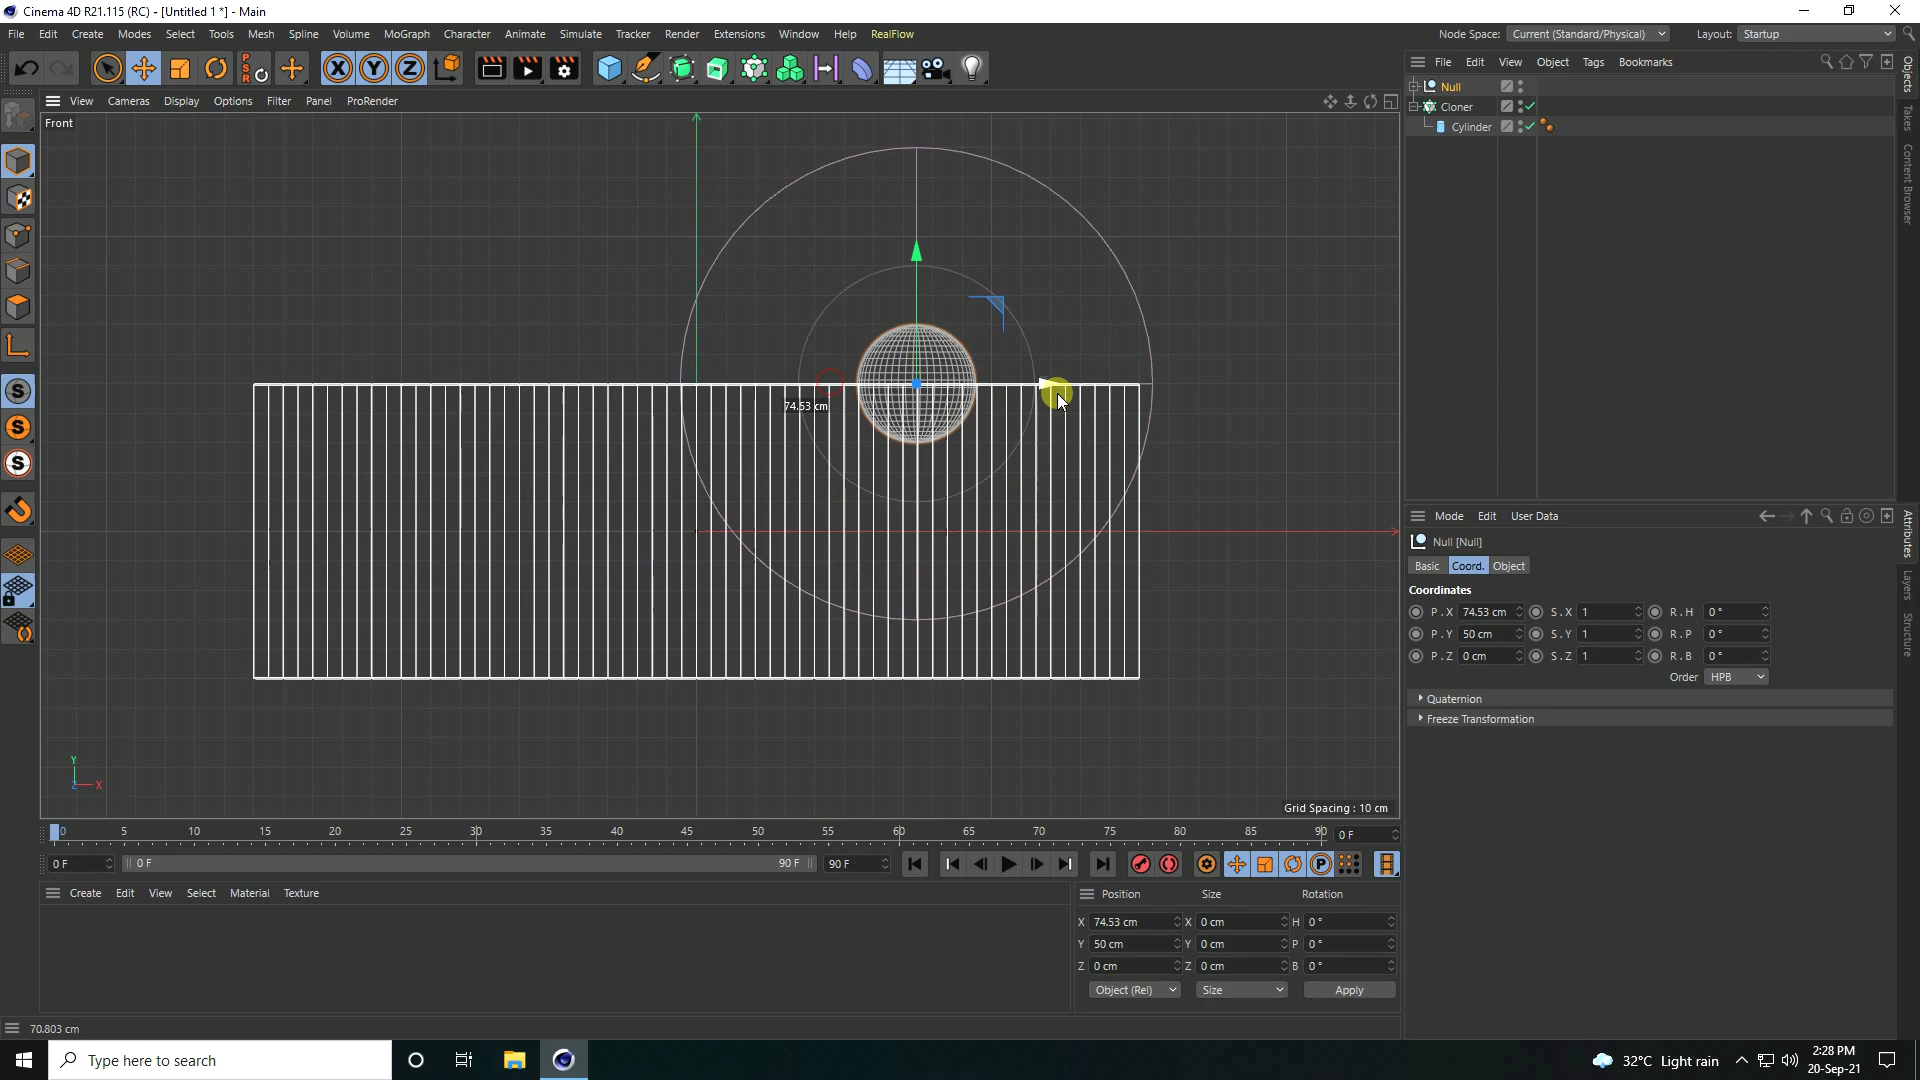 Cinema 4D R21.115 (RC) - [Untitled 1 *] - Main
File Edit Create Modes Select Tools Mesh Spline Volume MoGraph Character Animate Simulate Tracker Render Extensions Window Help RealFlow
Node Space: Current (Standard/Physical) Layout: Startup
View Cameras Display Options Filter Panel ProRender
File Edit View Object Tags Bookmarks
Null
Cloner
Cylinder
Objects
Takes
Content Browser
Front
74.53 cm
Y
Z X
Grid Spacing : 10 cm
Mode Edit User Data
Null [Null]
Basic Coord. Object
Coordinates
P . X 74.53 cm S . X 1 R . H 0 °
P . Y 50 cm S . Y 1 R . P 0 °
P . Z 0 cm S . Z 1 R . B 0 °
Order HPB
Quaternion
Freeze Transformation
Attributes
Layers
Structure
0 5 10 15 20 25 30 35 40 45 50 55 60 65 70 75 80 85 90 0 F
0 F 0 F 90 F 90 F
Create Edit View Select Material Texture
Position Size Rotation
X 74.53 cm X 0 cm H 0 °
Y 50 cm Y 0 cm P 0 °
Z 0 cm Z 0 cm B 0 °
Object (Rel) Size Apply
70.803 cm
Type here to search
32°C Light rain
2:28 PM
20-Sep-21